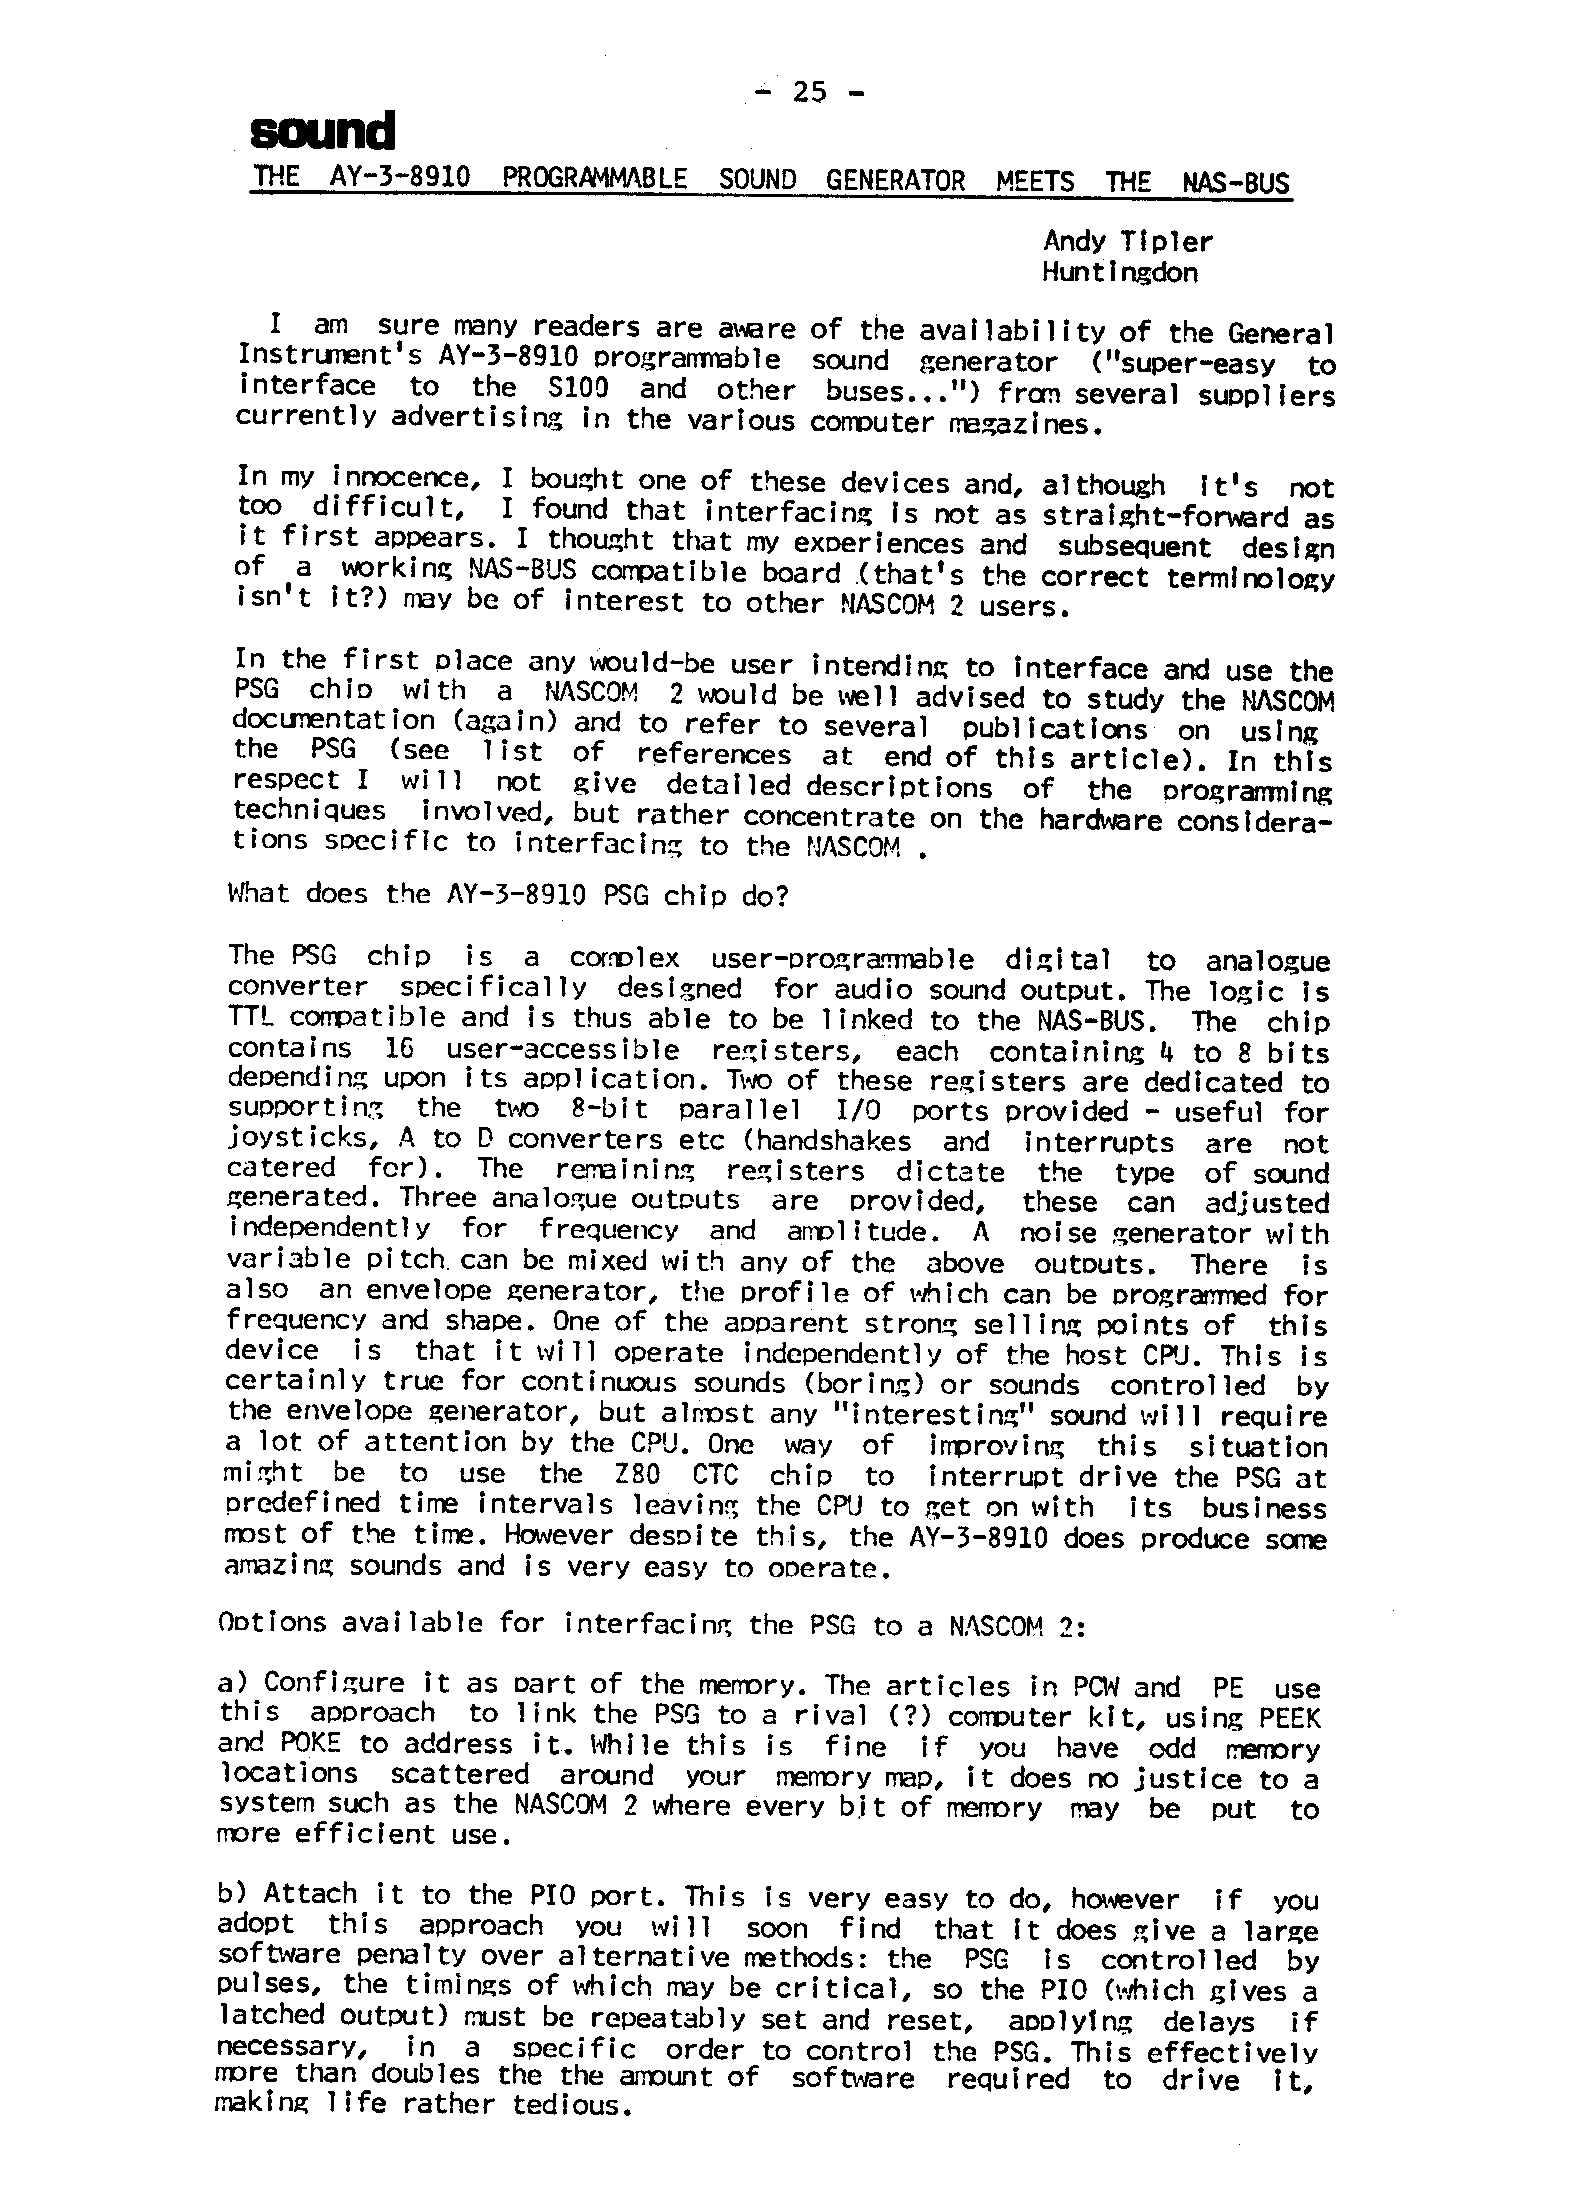 - 25 -
sound
THE AY-3-8910 PROGRAMMABLE SOUND GENERATOR MEETS THE NAS-BUS
Andy Tipler
Huntingdon
I am sure many readers are aware of the availability of the General
Instrument's AY-3-8910 programmable sound generator ("super-easy to
interface to the S100 and other buses...") from several suppliers
currently advertising in the various computer magazines.
In my innocence, I bought one of these devices and, although it's not
too difficult, I found that interfacing is not as straight-forward as
it first appears. I thought that my experiences and subsequent design
of a working NAS-BUS compatible board (that's the correct terminology
isn't it?) may be of interest to other NASCOM 2 users.
In the first place any would-be user intending to interface and use the
PSG chip with a NASCOM 2 would be well advised to study the NASCOM
documentation (again) and to refer to several publications on using
the PSG (see list of references at end of this article). In this
respect I will not give detailed descriptions of the programming
techniques involved, but rather concentrate on the hardware considera-
tions specific to interfacing to the NASCOM .
What does the AY-3-8910 PSG chip do?
The PSG chip is a complex user-programmable digital to analogue
converter specifically designed for audio sound output. The logic is
TTL compatible and is thus able to be linked to the NAS-BUS. The chip
contains 16 user-accessible registers, each containing 4 to 8 bits
depending upon its application. Two of these registers are dedicated to
supporting the two 8-bit parallel I/O ports provided - useful for
joysticks, A to D converters etc (handshakes and interrupts are not
catered for). The remaining registers dictate the type of sound
generated. Three analogue outputs are provided, these can adjusted
independently for frequency and amplitude. A noise generator with
variable pitch can be mixed with any of the above outputs. There is
also an envelope generator, the profile of which can be programmed for
frequency and shape. One of the apparent strong selling points of this
device is that it will operate independently of the host CPU. This is
certainly true for continuous sounds (boring) or sounds controlled by
the envelope generator, but almost any "interesting" sound will require
a lot of attention by the CPU. One way of improving this situation
might be to use the Z80 CTC chip to interrupt drive the PSG at
predefined time intervals leaving the CPU to get on with its business
most of the time. However despite this, the AY-3-8910 does produce some
amazing sounds and is very easy to operate.
Options available for interfacing the PSG to a NASCOM 2:
a) Configure it as part of the memory. The articles in PCW and PE use
this approach to link the PSG to a rival (?) computer kit, using PEEK
and POKE to address it. While this is fine if you have odd memory
locations scattered around your memory map, it does no justice to a
system such as the NASCOM 2 where every bit of memory may be put to
more efficient use.
b) Attach it to the PIO port. This is very easy to do, however if you
adopt this approach you will soon find that it does give a large
software penalty over alternative methods: the PSG is controlled by
pulses, the timings of which may be critical, so the PIO (which gives a
latched output) must be repeatably set and reset, applying delays if
necessary, in a specific order to control the PSG. This effectively
more than doubles the the amount of software required to drive it,
making life rather tedious.